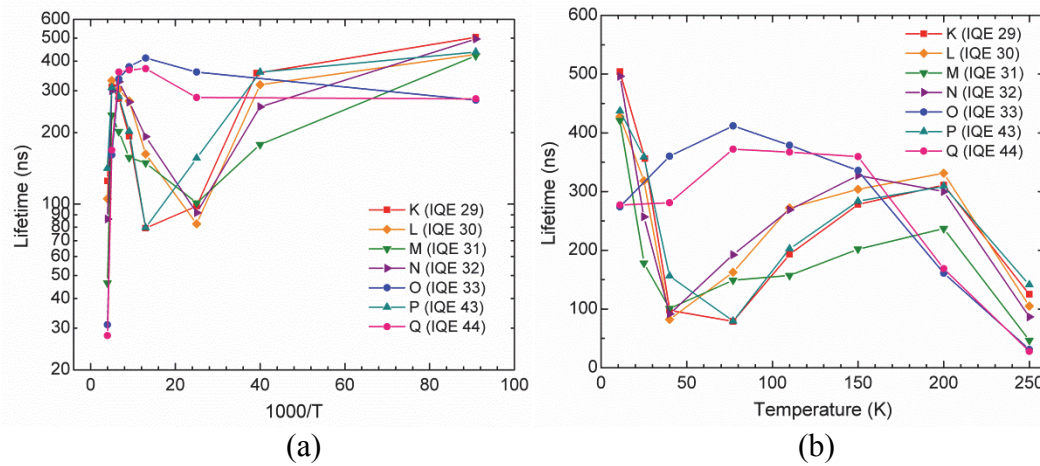 600
500
400
300
200
100
90
80
70
60
50
40
30
20
Lifetime (ns)
0
20
40
60
80
100
1000/T
K (IQE 29)
L (IQE 30)
M (IQE 31)
N (IQE 32)
O (IQE 33)
P (IQE 43)
Q (IQE 44)
(a)
600
500
400
300
200
100
0
Lifetime (ns)
0
50
100
150
200
250
Temperature (K)
K (IQE 29)
L (IQE 30)
M (IQE 31)
N (IQE 32)
O (IQE 33)
P (IQE 43)
Q (IQE 44)
(b)